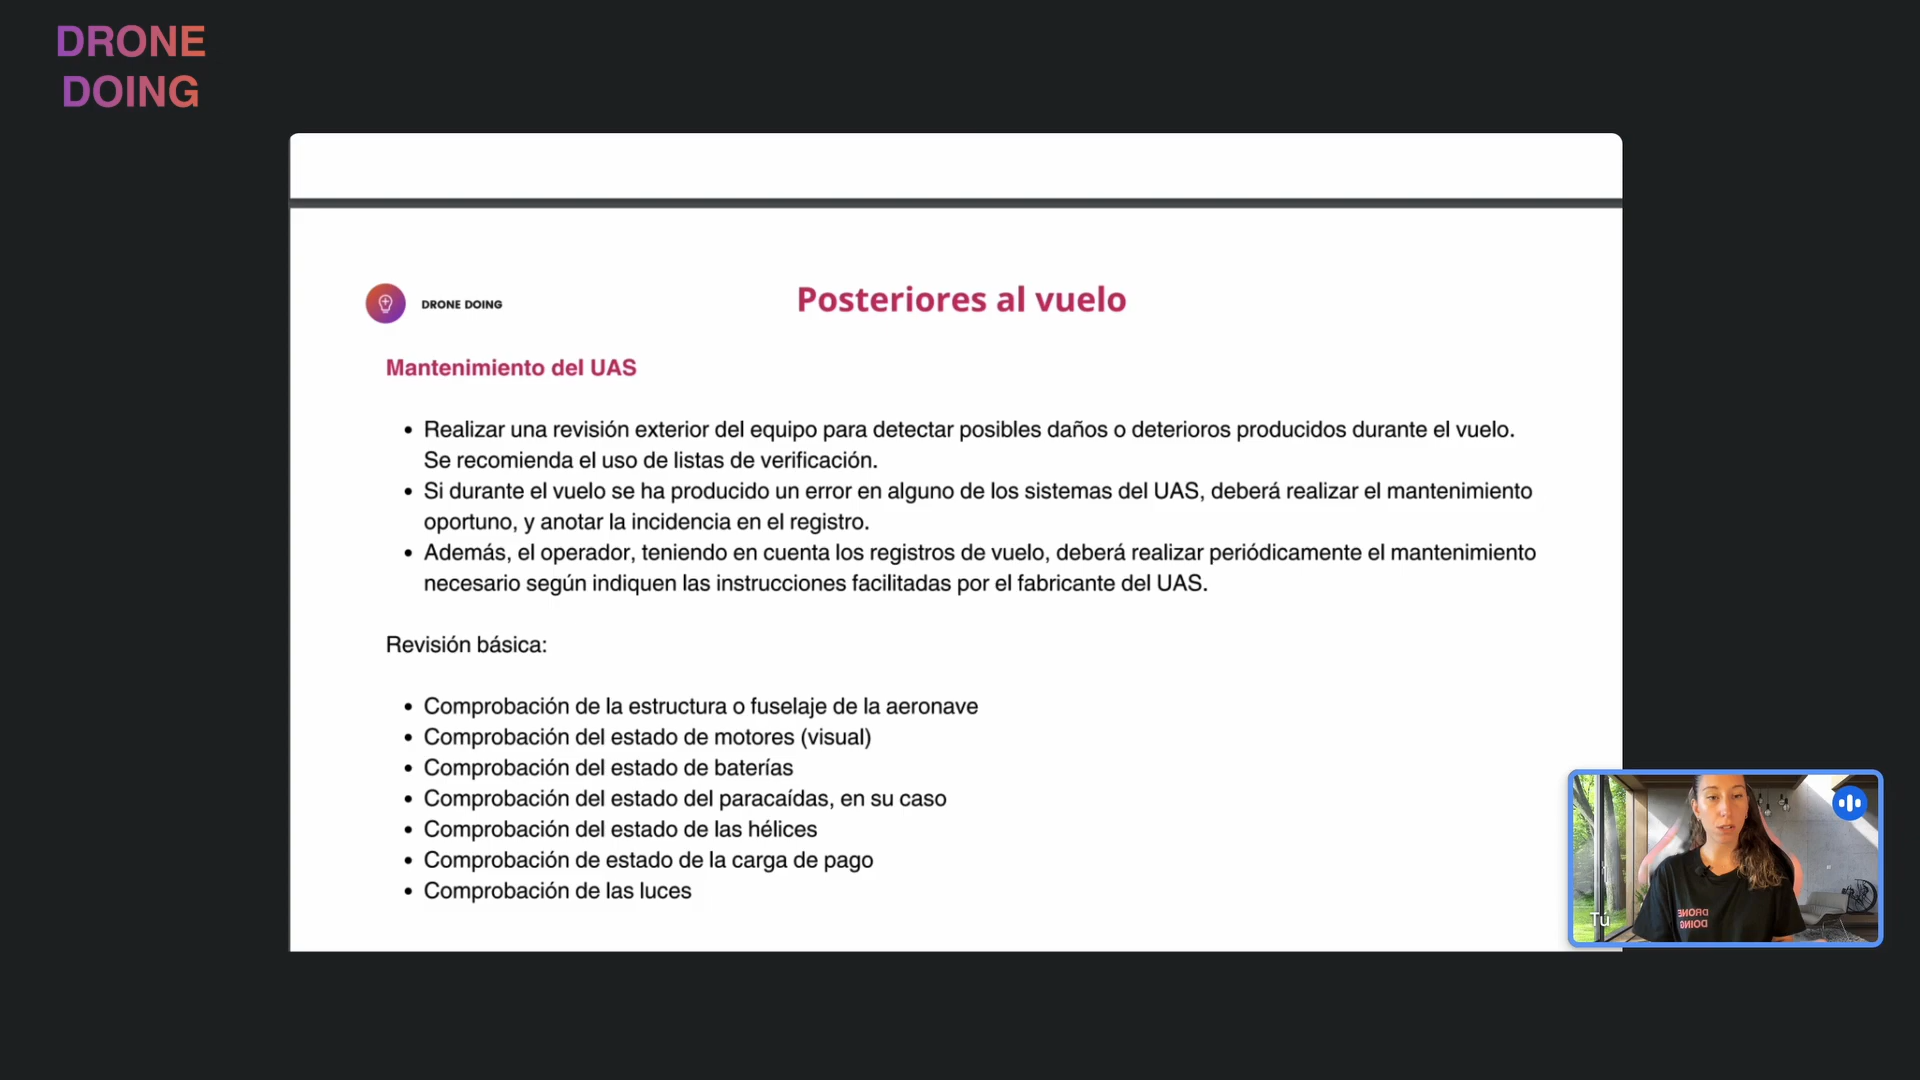 DRONE
DOING
DRONE DOING
Posteriores al vuelo
Mantenimiento del UAS
• Realizar una revisión exterior del equipo para detectar posibles daños o deterioros producidos durante el vuelo.
Se recomienda el uso de listas de verificación.
• Si durante el vuelo se ha producido un error en alguno de los sistemas del UAS, deberá realizar el mantenimiento
oportuno, y anotar la incidencia en el registro.
• Además, el operador, teniendo en cuenta los registros de vuelo, deberá realizar periódicamente el mantenimiento
necesario según indiquen las instrucciones facilitadas por el fabricante del UAS.
Revisión básica:
• Comprobación de la estructura o fuselaje de la aeronave
• Comprobación del estado de motores (visual)
• Comprobación del estado de baterías
• Comprobación del estado del paracaídas, en su caso
• Comprobación del estado de las hélices
• Comprobación de estado de la carga de pago
• Comprobación de las luces
DRONE
DOING
Tú